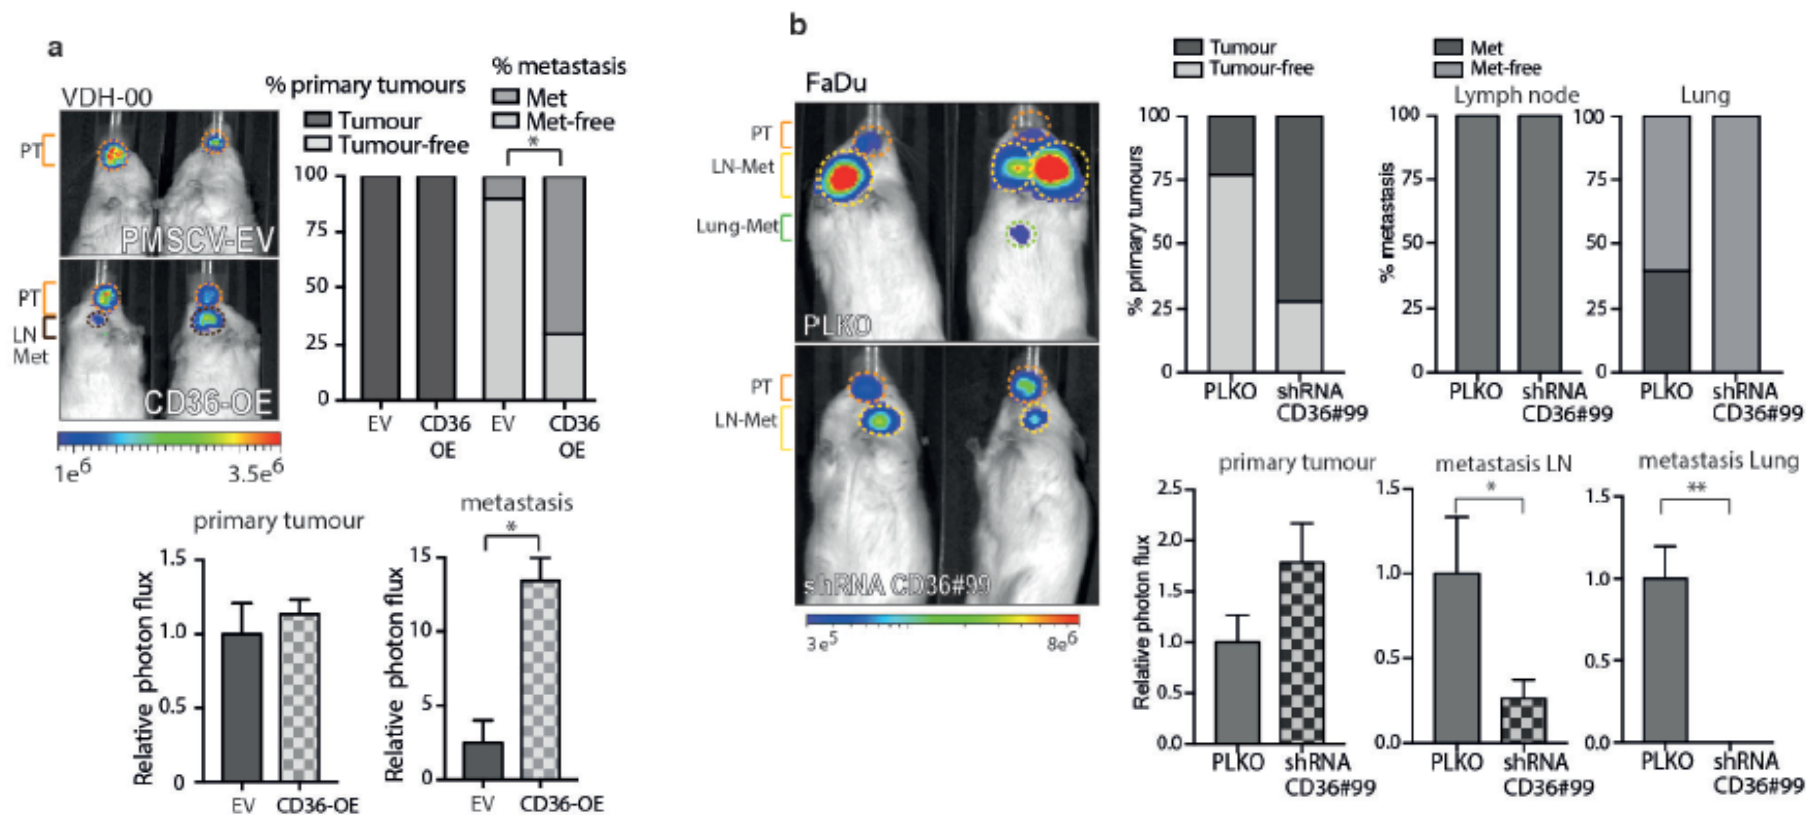 a
VDH-00
PT
PMSCV-EV
PT
LN
Met
CD36-OE
1e6
3.5e6
% primary tumours
Tumour
Tumour-free
% metastasis
Met
Met-free
*
100
75
50
25
0
EV
CD36
OE
EV
CD36
OE
primary tumour
Relative photon flux
1.5
1.0
0.5
0
EV
CD36-OE
metastasis
*
Relative photon flux
15
10
5
0
EV
CD36-OE
b
FaDu
PT
LN-Met
Lung-Met
PLKO
PT
LN-Met
shRNA CD36#99
3e5
8e6
Tumour
Tumour-free
% primary tumours
100
75
50
25
0
PLKO
shRNA
CD36#99
Met
Met-free
Lymph node
% metastasis
100
75
50
25
0
PLKO
shRNA
CD36#99
Lung
100
75
50
25
0
PLKO
shRNA
CD36#99
primary tumour
Relative photon flux
2.5
2.0
1.5
1.0
0.5
0.0
PLKO
shRNA
CD36#99
metastasis LN
*
1.5
1.0
0.5
0.0
PLKO
shRNA
CD36#99
metastasis Lung
**
1.5
1.0
0.5
0.0
PLKO
shRNA
CD36#99